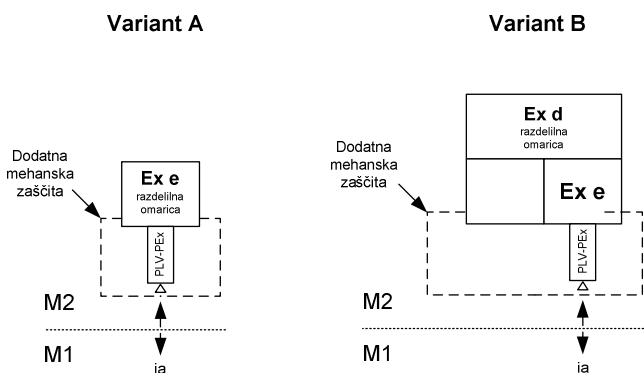 Variant A
Dodatna
mehanska
zaščita
Ex e
razdelilna
omarica
PLV-PEx
M2
M1
ia
Variant B
Dodatna
mehanska
zaščita
Ex d
razdelilna
omarica
Ex e
PLV-PEx
M2
M1
ia